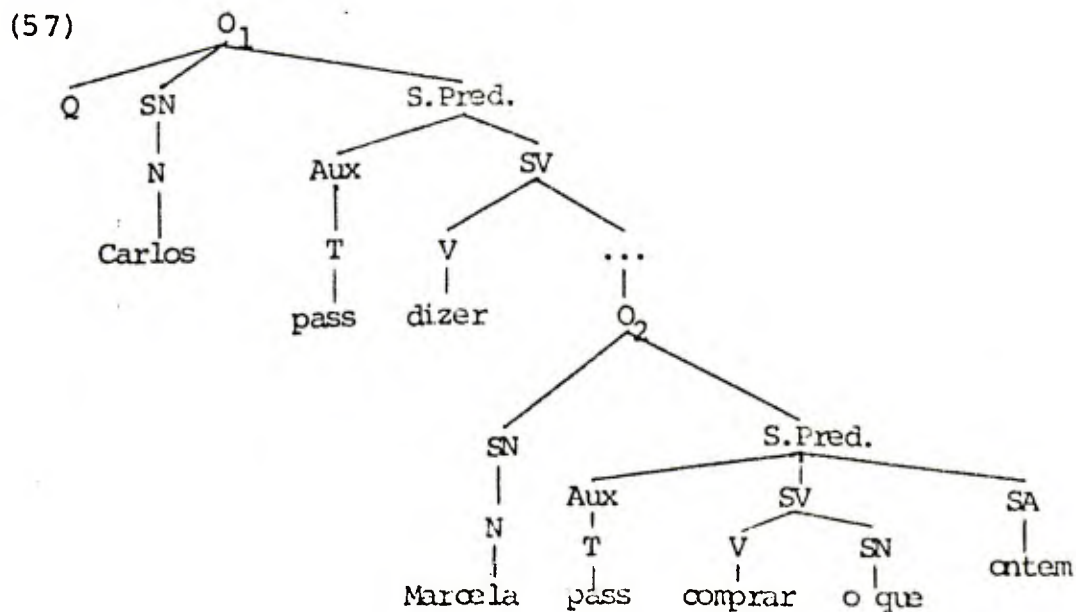 (57)
O1
Q SN S.Pred.
N Aux SV
Carlos T V ...
pass dizer O2
SN S.Pred.
Aux SV SA
N T V SN ontem
Marcela pass comprar o que